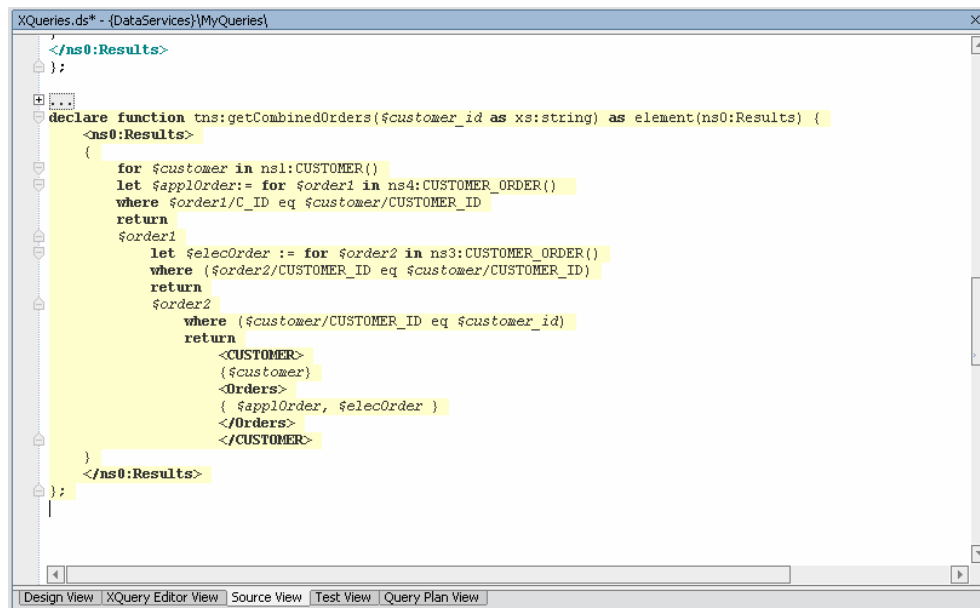 XQueries.ds* - {DataServices}\MyQueries\
</ns0:Results>
};
...
declare function tns:getCombinedOrders($customer_id as xs:string) as element(ns0:Results) {
<ns0:Results>
{
for $customer in ns1:CUSTOMER()
let $applOrder:= for $order1 in ns4:CUSTOMER_ORDER()
where $order1/C_ID eq $customer/CUSTOMER_ID
return
$order1
let $elecOrder := for $order2 in ns3:CUSTOMER_ORDER()
where ($order2/CUSTOMER_ID eq $customer/CUSTOMER_ID)
return
$order2
where ($customer/CUSTOMER_ID eq $customer_id)
return
<CUSTOMER>
{$customer}
<Orders>
{ $applOrder, $elecOrder }
</Orders>
</CUSTOMER>
}
</ns0:Results>
};
Design View XQuery Editor View Source View Test View Query Plan View